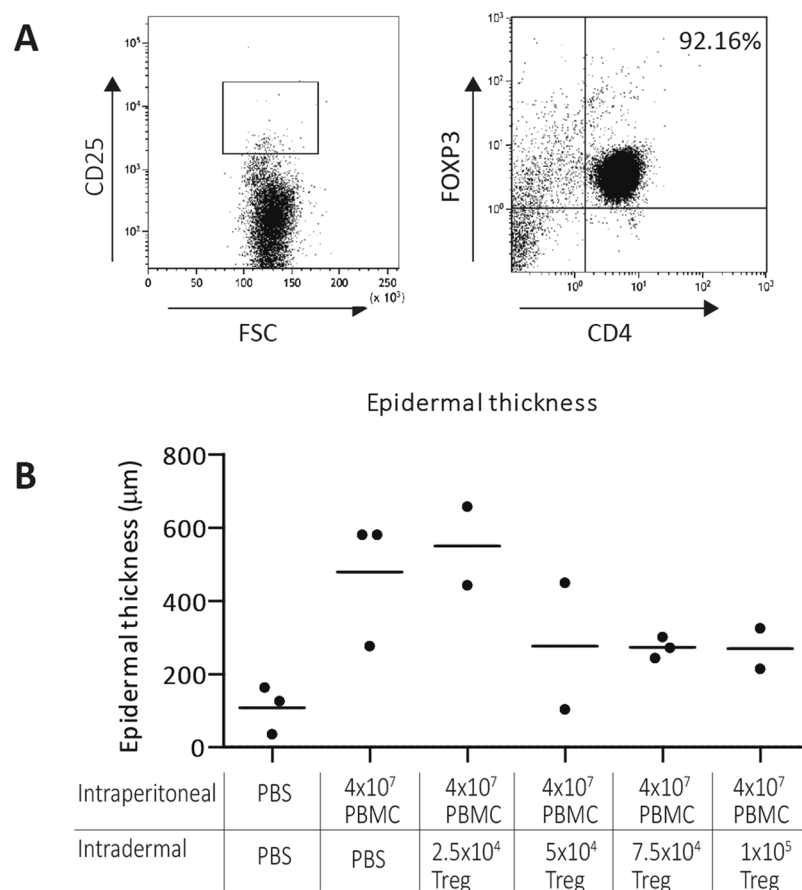 A
CD25
10⁵
10⁴
10³
10²
0 50 100 150 200 250
(x 10³)
FSC
92.16%
FOXP3
10³
10²
10¹
10⁰
10⁰ 10¹ 10² 10³
CD4
Epidermal thickness
B
Epidermal thickness (μm)
800
600
400
200
0
Intraperitoneal PBS 4x10⁷ PBMC 4x10⁷ PBMC 4x10⁷ PBMC 4x10⁷ PBMC 4x10⁷ PBMC
Intradermal PBS PBS 2.5x10⁴ Treg 5x10⁴ Treg 7.5x10⁴ Treg 1x10⁵ Treg